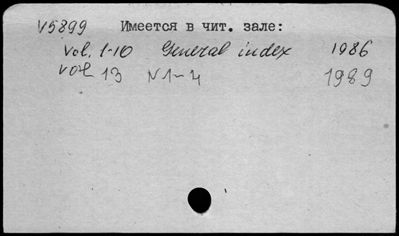 V5899 Имеется в чит. зале:
Vol. 1-10 General index 1986
vol 13 N1-4 1989